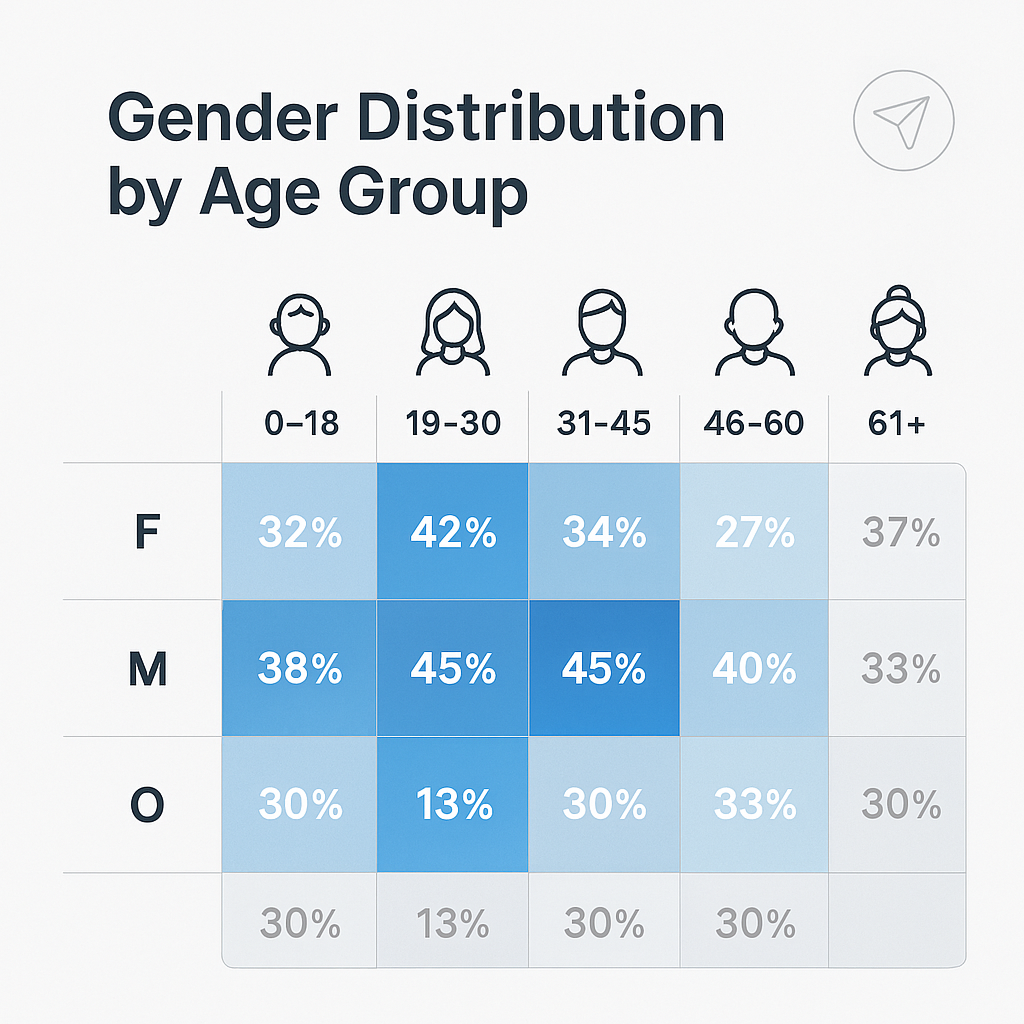 Gender Distribution
by Age Group
0–18 19-30 31-45 46-60 61+
F 32% 42% 34% 27% 37%
M 38% 45% 45% 40% 33%
O 30% 13% 30% 33% 30%
30% 13% 30% 30%